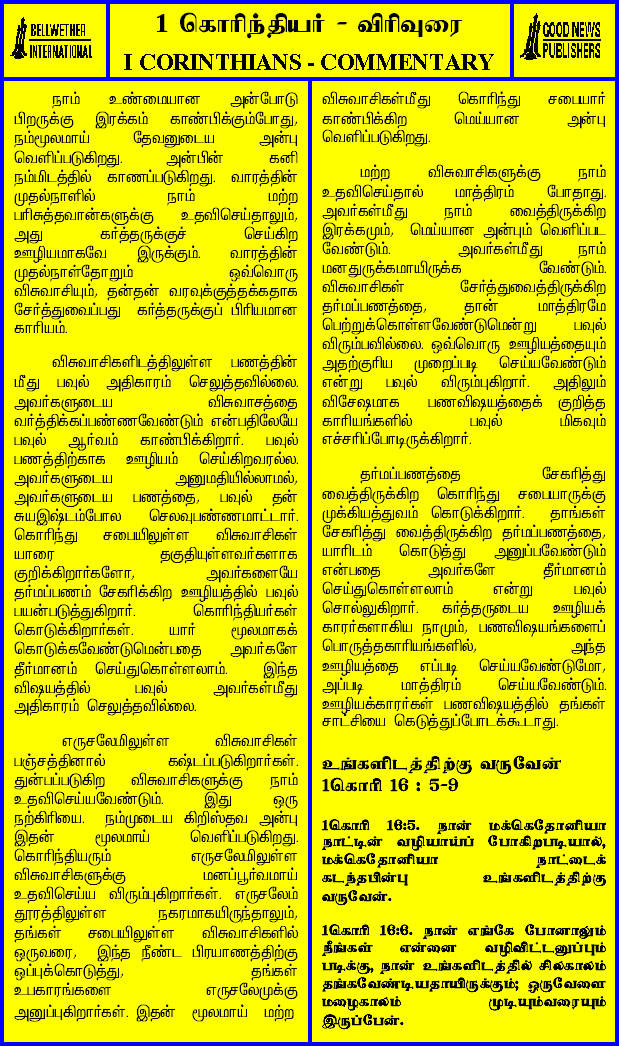 BELLWETHER
INTERNATIONAL
1 கொரிந்தியர் - விரிவுரை
I CORINTHIANS - COMMENTARY
GOOD NEWS
PUBLISHERS
நாம் உண்மையான அன்போடு
பிறருக்கு இரக்கம் காண்பிக்கும்போது,
நம்மூலமாய் தேவனுடைய அன்பு
வெளிப்படுகிறது. அன்பின் கனி
நம்மிடத்தில் காணப்படுகிறது. வாரத்தின்
முதல்நாளில் நாம் மற்ற
பரிசுத்தவான்களுக்கு உதவிசெய்தாலும்,
அது கர்த்தருக்குச் செய்கிற
ஊழியமாகவே இருக்கும். வாரத்தின்
முதல்நாள்தோறும் ஒவ்வொரு
விசுவாசியும், தன்தன் வரவுக்குத்தக்கதாக
சேர்த்துவைப்பது கர்த்தருக்குப் பிரியமான
காரியம்.
விசுவாசிகளிடத்திலுள்ள பணத்தின்
மீது பவுல் அதிகாரம் செலுத்தவில்லை.
அவர்களுடைய விசுவாசத்தை
வர்த்திக்கப்பண்ணவேண்டும் என்பதிலேயே
பவுல் ஆர்வம் காண்பிக்கிறார். பவுல்
பணத்திற்காக ஊழியம் செய்கிறவரல்ல.
அவர்களுடைய அனுமதியில்லாமல்,
அவர்களுடைய பணத்தை, பவுல் தன்
சுயஇஷ்டம்போல செலவுபண்ணமாட்டார்.
கொரிந்து சபையிலுள்ள விசுவாசிகள்
யாரை தகுதியுள்ளவர்களாக
குறிக்கிறார்களோ, அவர்களையே
தர்மப்பணம் சேகரிக்கிற ஊழியத்தில் பவுல்
பயன்படுத்துகிறார். கொரிந்தியர்கள்
கொடுக்கிறார்கள். யார் மூலமாகக்
கொடுக்கவேண்டுமென்பதை அவர்களே
தீர்மானம் செய்துகொள்ளலாம். இந்த
விஷயத்தில் பவுல் அவர்கள்மீது
அதிகாரம் செலுத்தவில்லை.
எருசலேமிலுள்ள விசுவாசிகள்
பஞ்சத்தினால் கஷ்டப்படுகிறார்கள்.
துன்பப்படுகிற விசுவாசிகளுக்கு நாம்
உதவிசெய்யவேண்டும். இது ஒரு
நற்கிரியை. நம்முடைய கிறிஸ்தவ அன்பு
இதன் மூலமாய் வெளிப்படுகிறது.
கொரிந்தியரும் எருசலேமிலுள்ள
விசுவாசிகளுக்கு மனப்பூர்வமாய்
உதவிசெய்ய விரும்புகிறார்கள். எருசலேம்
தூரத்திலுள்ள நகரமாகயிருந்தாலும்,
தங்கள் சபையிலுள்ள விசுவாசிகளில்
ஒருவரை, இந்த நீண்ட பிரயாணத்திற்கு
ஒப்புக்கொடுத்து, தங்கள்
உபகாரங்களை எருசலேமுக்கு
அனுப்புகிறார்கள். இதன் மூலமாய் மற்ற
விசுவாசிகள்மீது கொரிந்து சபையார்
காண்பிக்கிற மெய்யான அன்பு
வெளிப்படுகிறது.
மற்ற விசுவாசிகளுக்கு நாம்
உதவிசெய்தால் மாத்திரம் போதாது.
அவர்கள்மீது நாம் வைத்திருக்கிற
இரக்கமும், மெய்யான அன்பும் வெளிப்பட
வேண்டும். அவர்கள்மீது நாம்
மனதுருக்கமாயிருக்க வேண்டும்.
விசுவாசிகள் சேர்த்துவைத்திருக்கிற
தர்மப்பணத்தை, தான் மாத்திரமே
பெற்றுக்கொள்ளவேண்டுமென்று பவுல்
விரும்பவில்லை. ஒவ்வொரு ஊழியத்தையும்
அதற்குரிய முறைப்படி செய்யவேண்டும்
என்று பவுல் விரும்புகிறார். அதிலும்
விசேஷமாக பணவிஷயத்தைக் குறித்த
காரியங்களில் பவுல் மிகவும்
எச்சரிப்போடிருக்கிறார்.
தர்மப்பணத்தை சேகரித்து
வைத்திருக்கிற கொரிந்து சபையாருக்கு
முக்கியத்துவம் கொடுக்கிறார். தாங்கள்
சேகரித்து வைத்திருக்கிற தர்மப்பணத்தை,
யாரிடம் கொடுத்து அனுப்பவேண்டும்
என்பதை அவர்களே தீர்மானம்
செய்துகொள்ளலாம் என்று பவுல்
சொல்லுகிறார். கர்த்தருடைய ஊழியக்
காரர்களாகிய நாமும், பணவிஷயங்களைப்
பொருத்தகாரியங்களில், அந்த
ஊழியத்தை எப்படி செய்யவேண்டுமோ,
அப்படி மாத்திரம் செய்யவேண்டும்.
ஊழியக்காரர்கள் பணவிஷயத்தில் தங்கள்
சாட்சியை கெடுத்துப்போடக்கூடாது.
உங்களிடத்திற்கு வருவேன்
1கொரி 16 : 5-9
1கொரி 16:5. நான் மக்கெதோனியா
நாட்டின் வழியாய்ப் போகிறபடியால்,
மக்கெதோனியா நாட்டைக்
கடந்தபின்பு உங்களிடத்திற்கு
வருவேன்.
1கொரி 16:6. நான் எங்கே போனாலும்
நீங்கள் என்னை வழிவிட்டனுப்பும்
படிக்கு, நான் உங்களிடத்தில் சிலகாலம்
தங்கவேண்டியதாயிருக்கும்; ஒருவேளை
மழைகாலம் முடியும்வரையும்
இருப்பேன்.